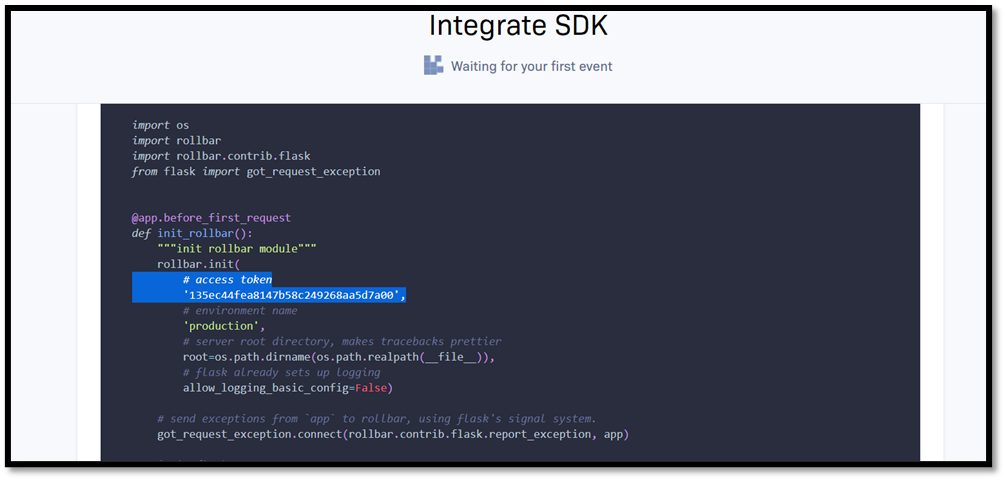 Integrate SDK
Waiting for your first event
import os
import rollbar
import rollbar.contrib.flask
from flask import got_request_exception
@app.before_first_request
def init_rollbar():
    """init rollbar module"""
    rollbar.init(
        # access token
        '135ec44fea8147b58c249268aa5d7a00',
        # environment name
        'production',
        # server root directory, makes tracebacks prettier
        root=os.path.dirname(os.path.realpath(__file__)),
        # flask already sets up logging
        allow_logging_basic_config=False)
    # send exceptions from `app` to rollbar, using flask's signal system.
    got_request_exception.connect(rollbar.contrib.flask.report_exception, app)